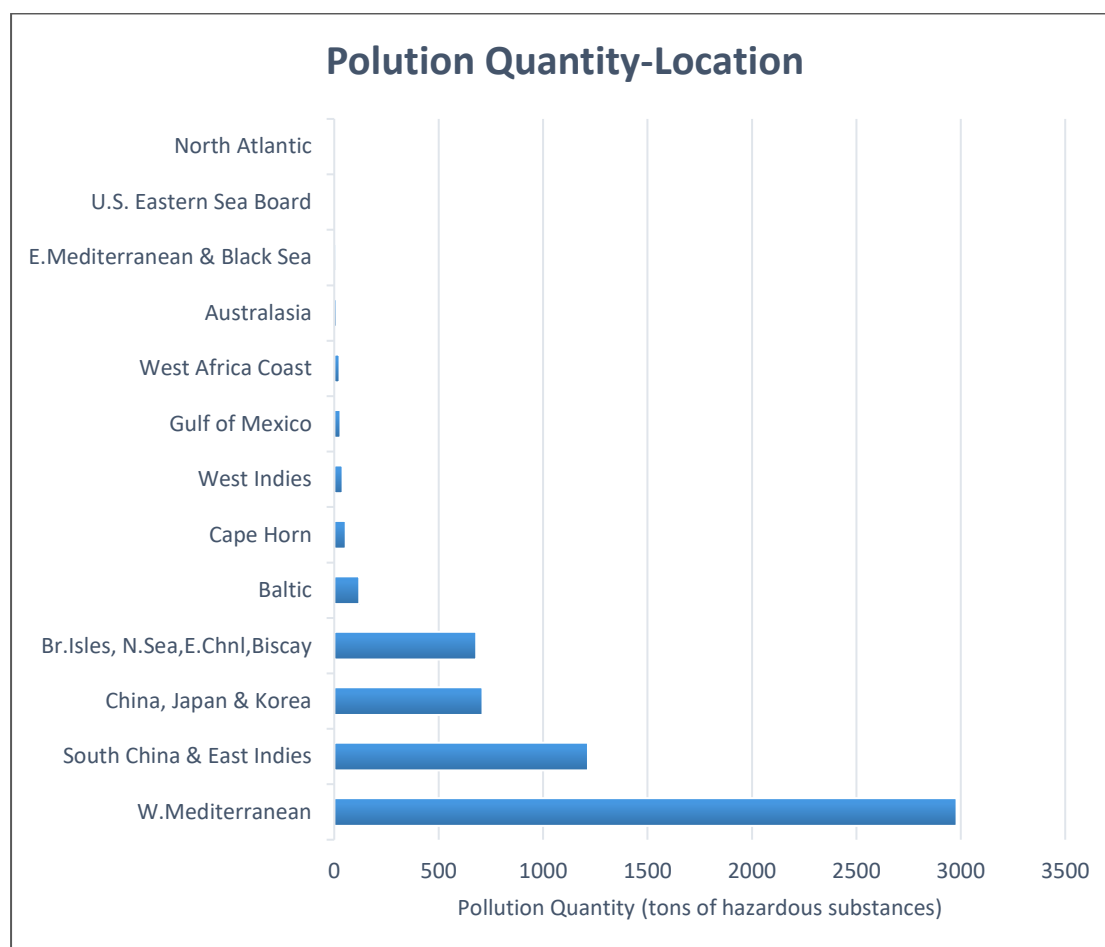 Polution Quantity-Location
North Atlantic
U.S. Eastern Sea Board
E.Mediterranean & Black Sea
Australasia
West Africa Coast
Gulf of Mexico
West Indies
Cape Horn
Baltic
Br.Isles, N.Sea,E.Chnl,Biscay
China, Japan & Korea
South China & East Indies
W.Mediterranean
0 500 1000 1500 2000 2500 3000 3500
Pollution Quantity (tons of hazardous substances)